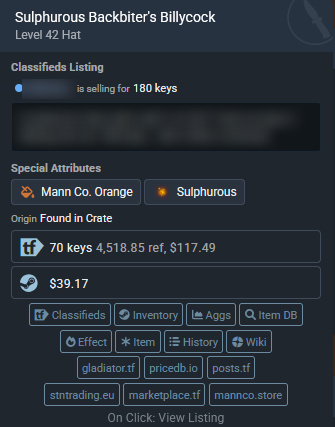 Sulphurous Backbiter's Billycock
Level 42 Hat
Classifieds Listing
is selling for 180 keys
Special Attributes
Mann Co. Orange Sulphurous
Origin Found in Crate
tf 70 keys 4,518.85 ref, $117.49
$39.17
tf Classifieds Inventory Aggs Item DB
Effect Item History Wiki
gladiator.tf pricedb.io posts.tf
stntrading.eu marketplace.tf mannco.store
On Click: View Listing